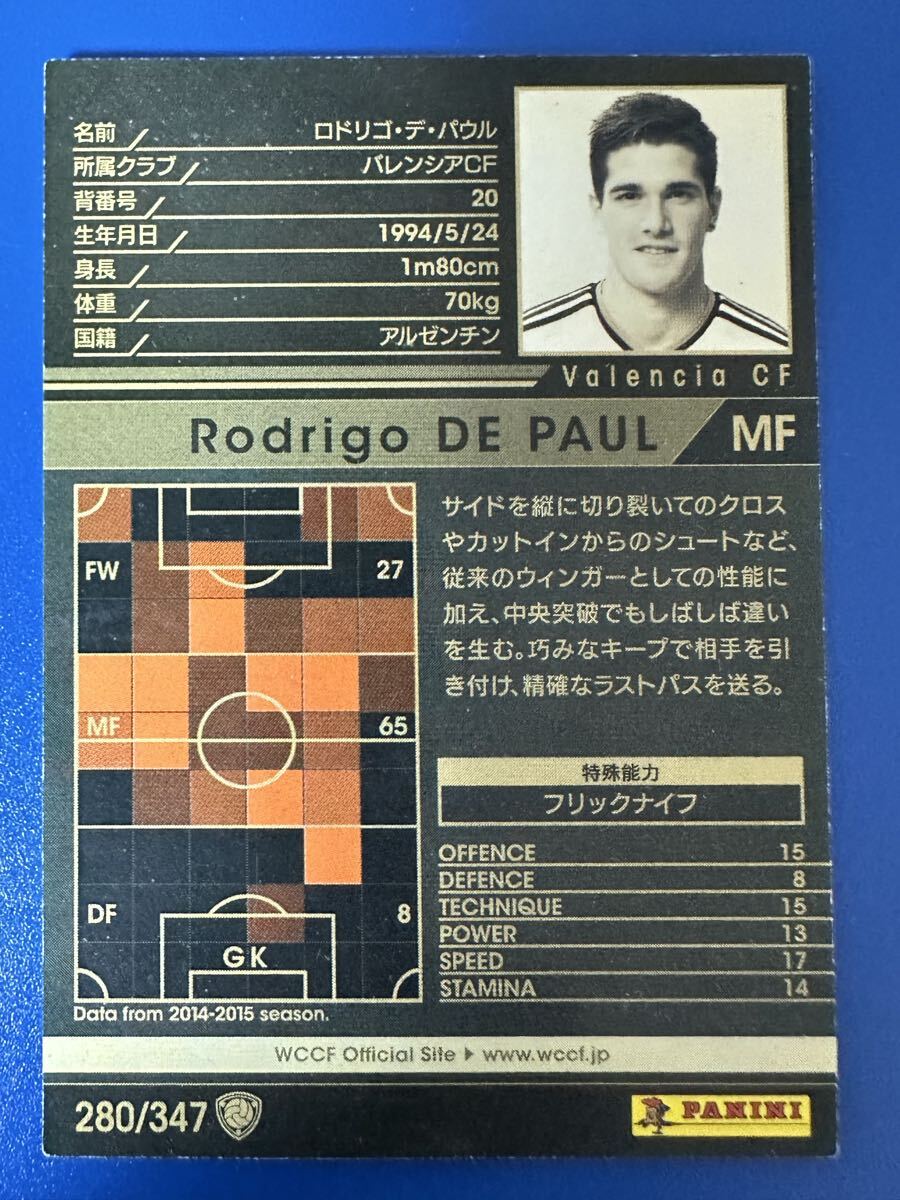 名前 ロドリゴ・デ・パウル
所属クラブ バレンシアCF
背番号 20
生年月日 1994/5/24
身長 1m80cm
体重 70kg
国籍 アルゼンチン
Valencia CF
Rodrigo DE PAUL MF
FW 27
MF 65
DF 8
GK
Data from 2014-2015 season.
サイドを縦に切り裂いてのクロス
やカットインからのシュートなど、
従来のウィンガーとしての性能に
加え、中央突破でもしばしば違い
を生む。巧みなキープで相手を引
き付け、精確なラストパスを送る。
特殊能力
フリックナイフ
OFFENCE 15
DEFENCE 8
TECHNIQUE 15
POWER 13
SPEED 17
STAMINA 14
WCCF Official Site ▶ www.wccf.jp
280/347
PANINI